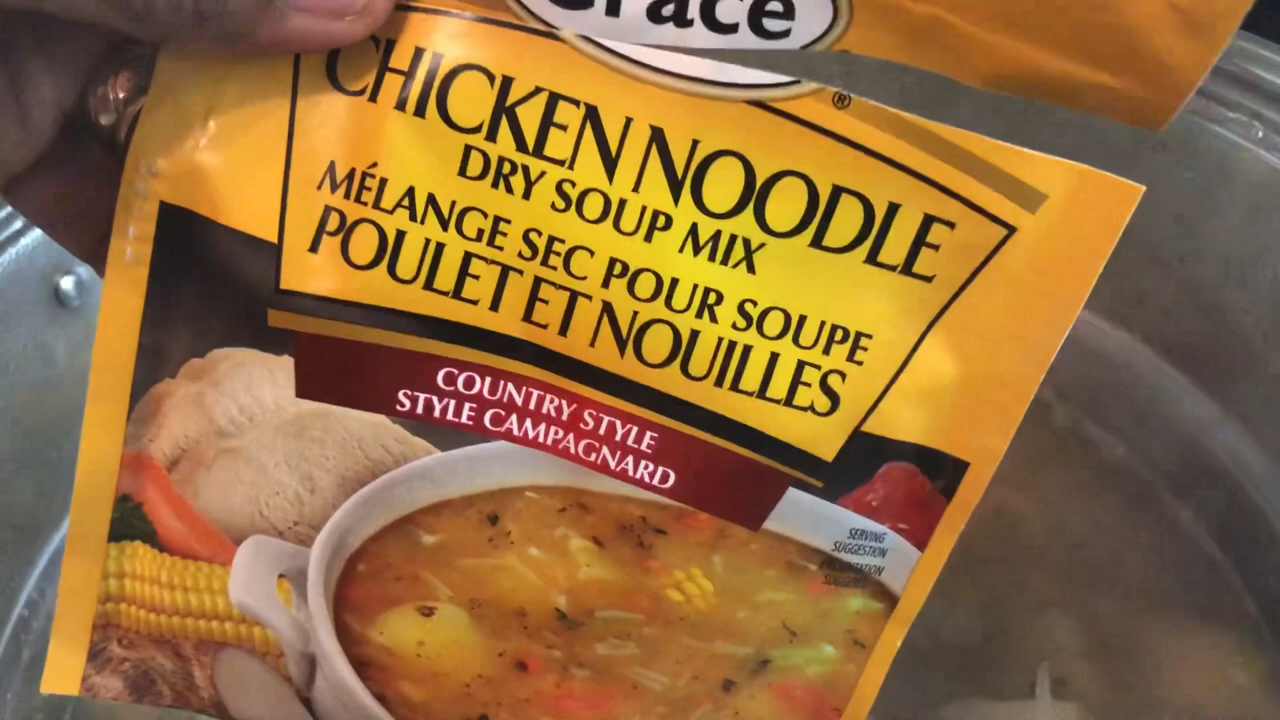 Grace
®
CHICKEN NOODLE
DRY SOUP MIX
MÉLANGE SEC POUR SOUPE
POULET ET NOUILLES
COUNTRY STYLE
STYLE CAMPAGNARD
SERVING
SUGGESTION